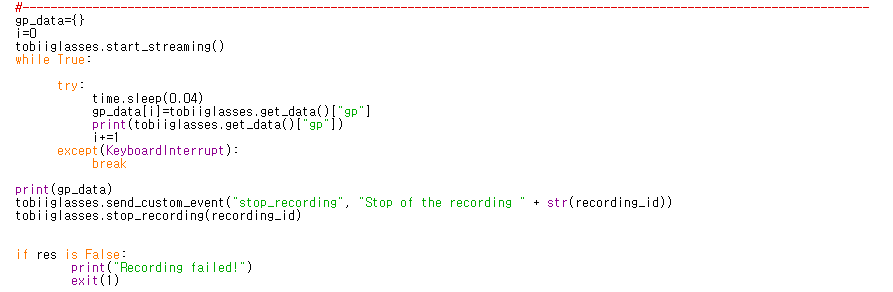 #------------------------------------------------------------------------------------------------------------------------
gp_data={}
i=0
tobiiglasses.start_streaming()
while True:
try:
time.sleep(0.04)
gp_data[i]=tobiiglasses.get_data()["gp"]
print(tobiiglasses.get_data()["gp"])
i+=1
except(KeyboardInterrupt):
break
print(gp_data)
tobiiglasses.send_custom_event("stop_recording", "Stop of the recording " + str(recording_id))
tobiiglasses.stop_recording(recording_id)
if res is False:
print("Recording failed!")
exit(1)